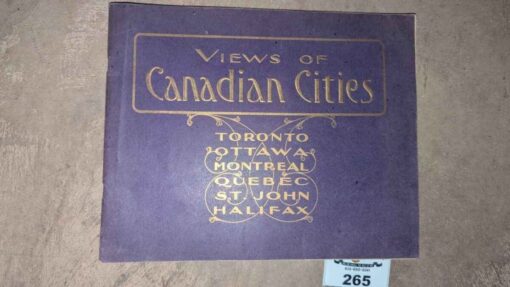 VIEWS OF
Canadian Cities
TORONTO
OTTAWA
MONTREAL
QUEBEC
ST JOHN
HALIFAX
265